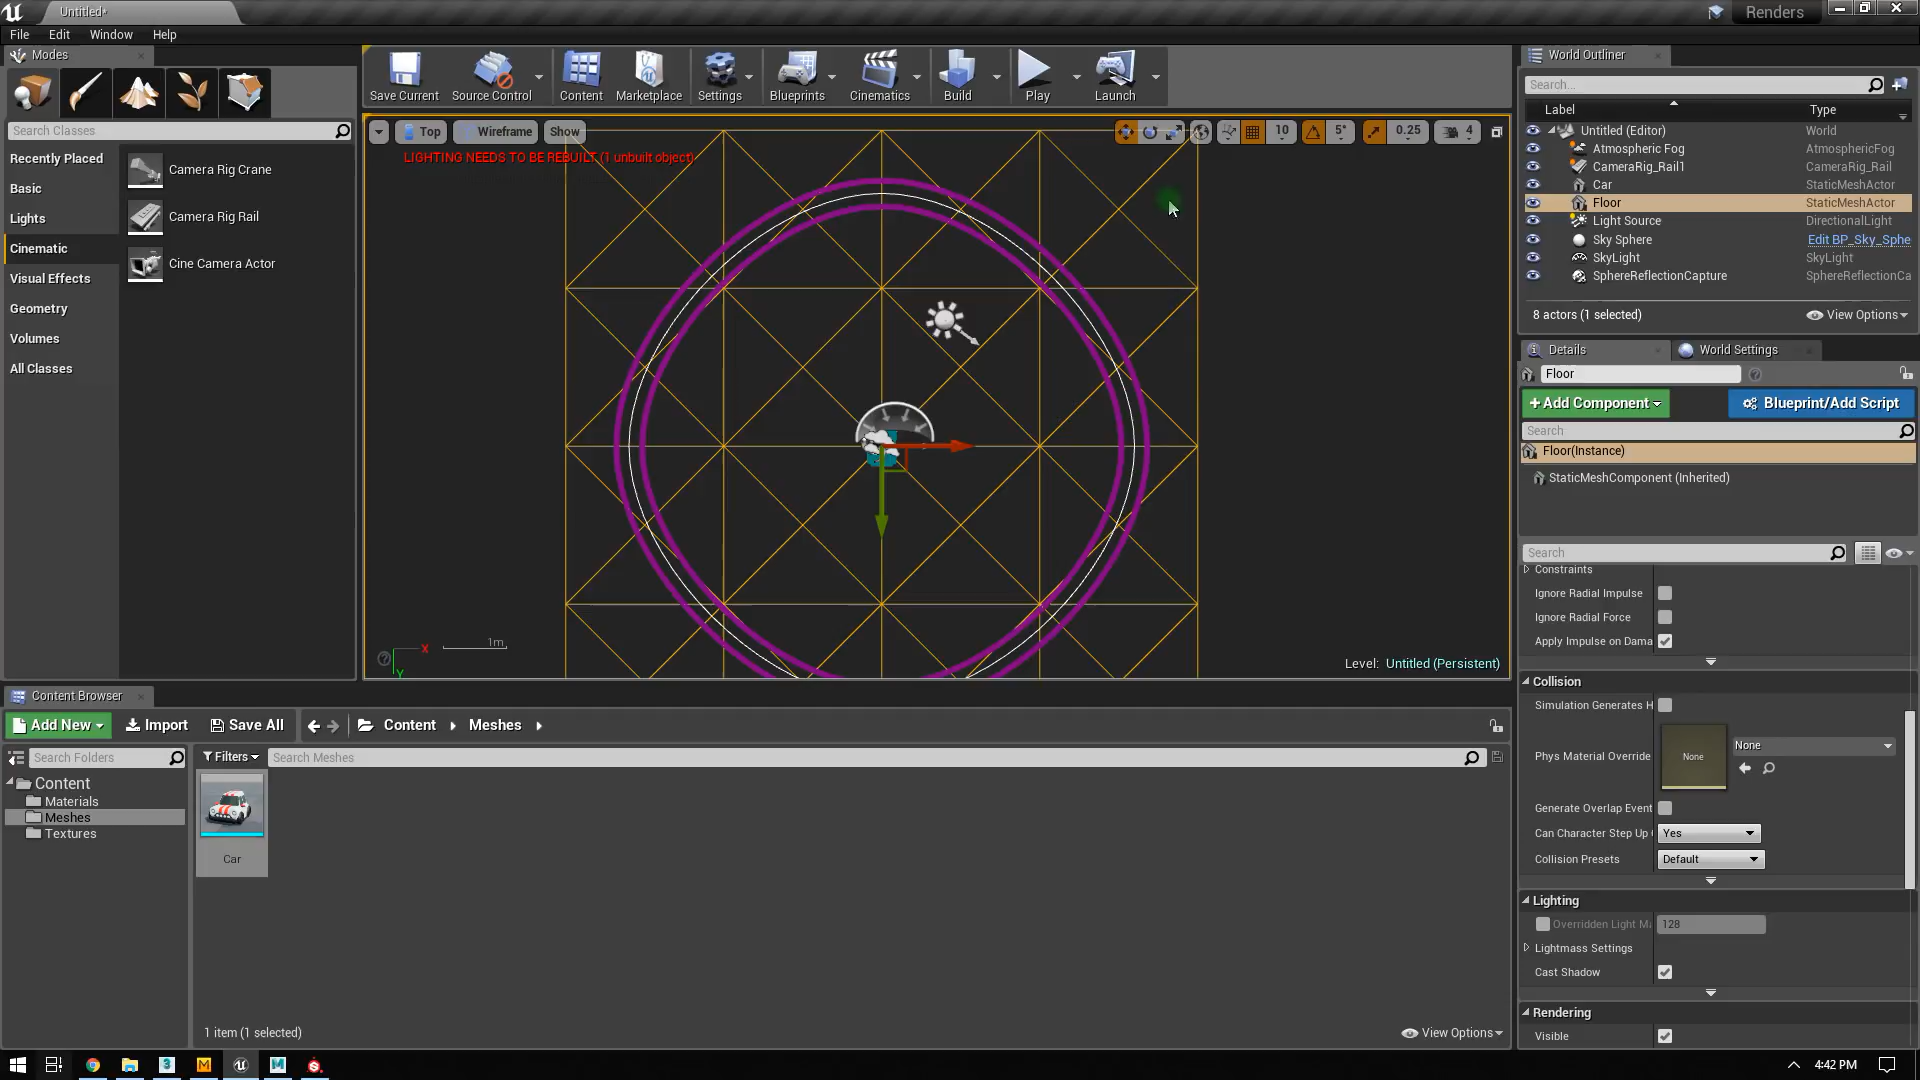 Untitled*
Renders
File Edit Window Help
Modes
Search Classes
Recently Placed
Basic
Lights
Cinematic
Visual Effects
Geometry
Volumes
All Classes
Camera Rig Crane
Camera Rig Rail
Cine Camera Actor
Save Current
Source Control
Content
Marketplace
Settings
Blueprints
Cinematics
Build
Play
Launch
Top
Wireframe
Show
10
5°
0.25
4
LIGHTING NEEDS TO BE REBUILT (1 unbuilt object)
X
Y
1m
Level: Untitled (Persistent)
World Outliner
Search...
Label Type
Untitled (Editor) World
Atmospheric Fog AtmosphericFog
CameraRig_Rail1 CameraRig_Rail
Car StaticMeshActor
Floor StaticMeshActor
Light Source DirectionalLight
Sky Sphere Edit BP_Sky_Sphe
SkyLight SkyLight
SphereReflectionCapture SphereReflectionCa
8 actors (1 selected)
View Options
Details
World Settings
Floor
+Add Component
Blueprint/Add Script
Search
Floor(Instance)
StaticMeshComponent (Inherited)
Search
Constraints
Ignore Radial Impulse
Ignore Radial Force
Apply Impulse on Dama
Collision
Simulation Generates H
Phys Material Override
None
None
Generate Overlap Event
Can Character Step Up (
Yes
Collision Presets
Default
Lighting
Overridden Light Ma
128
Lightmass Settings
Cast Shadow
Rendering
Visible
Content Browser
Add New
Import
Save All
Content
Meshes
Search Folders
Filters
Search Meshes
Content
Materials
Meshes
Textures
Car
1 item (1 selected)
View Options
4:42 PM